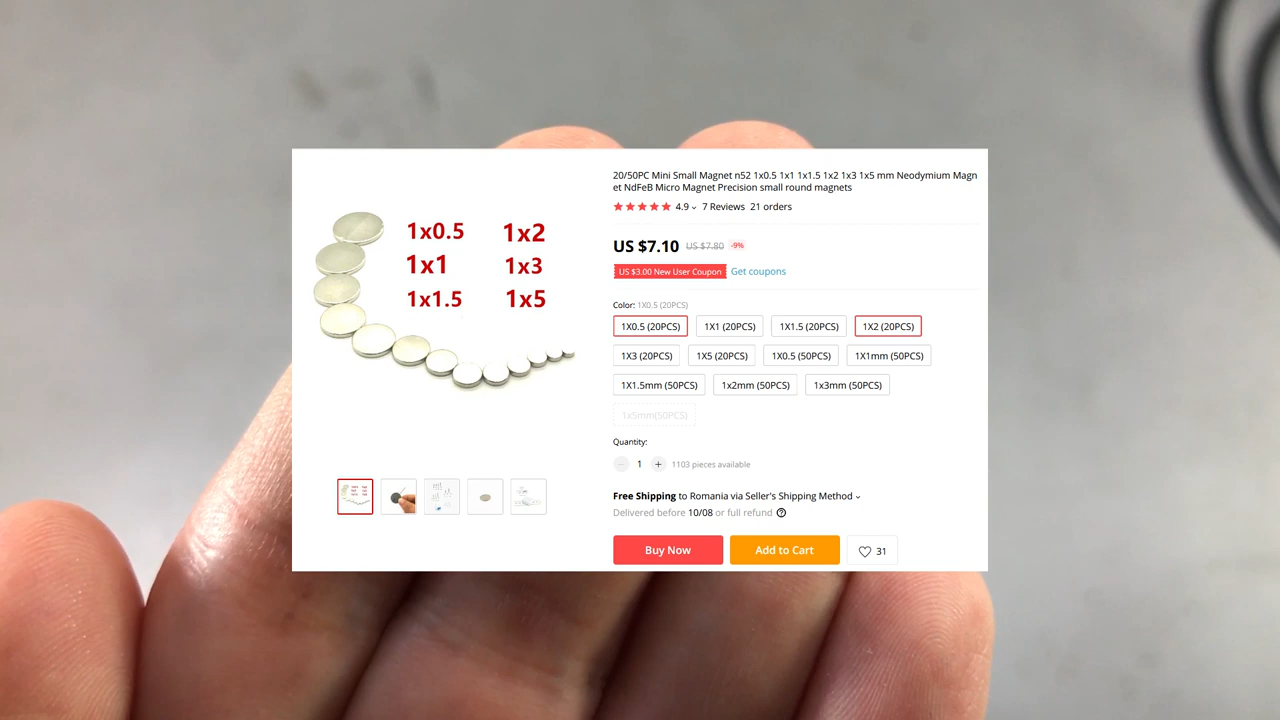 20/50PC Mini Small Magnet n52 1x0.5 1x1 1x1.5 1x2 1x3 1x5 mm Neodymium Magn
et NdFeB Micro Magnet Precision small round magnets
4.9 7 Reviews 21 orders
1x0.5 1x2
1x1 1x3
1x1.5 1x5
US $7.10 US $7.80 -9%
US $3.00 New User Coupon Get coupons
Color: 1X0.5 (20PCS)
1X0.5 (20PCS) 1X1 (20PCS) 1X1.5 (20PCS) 1X2 (20PCS)
1X3 (20PCS) 1X5 (20PCS) 1X0.5 (50PCS) 1X1mm (50PCS)
1X1.5mm (50PCS) 1x2mm (50PCS) 1x3mm (50PCS)
1x5mm(50PCS)
Quantity:
1 1103 pieces available
Free Shipping to Romania via Seller's Shipping Method
Delivered before 10/08 or full refund
Buy Now Add to Cart 31